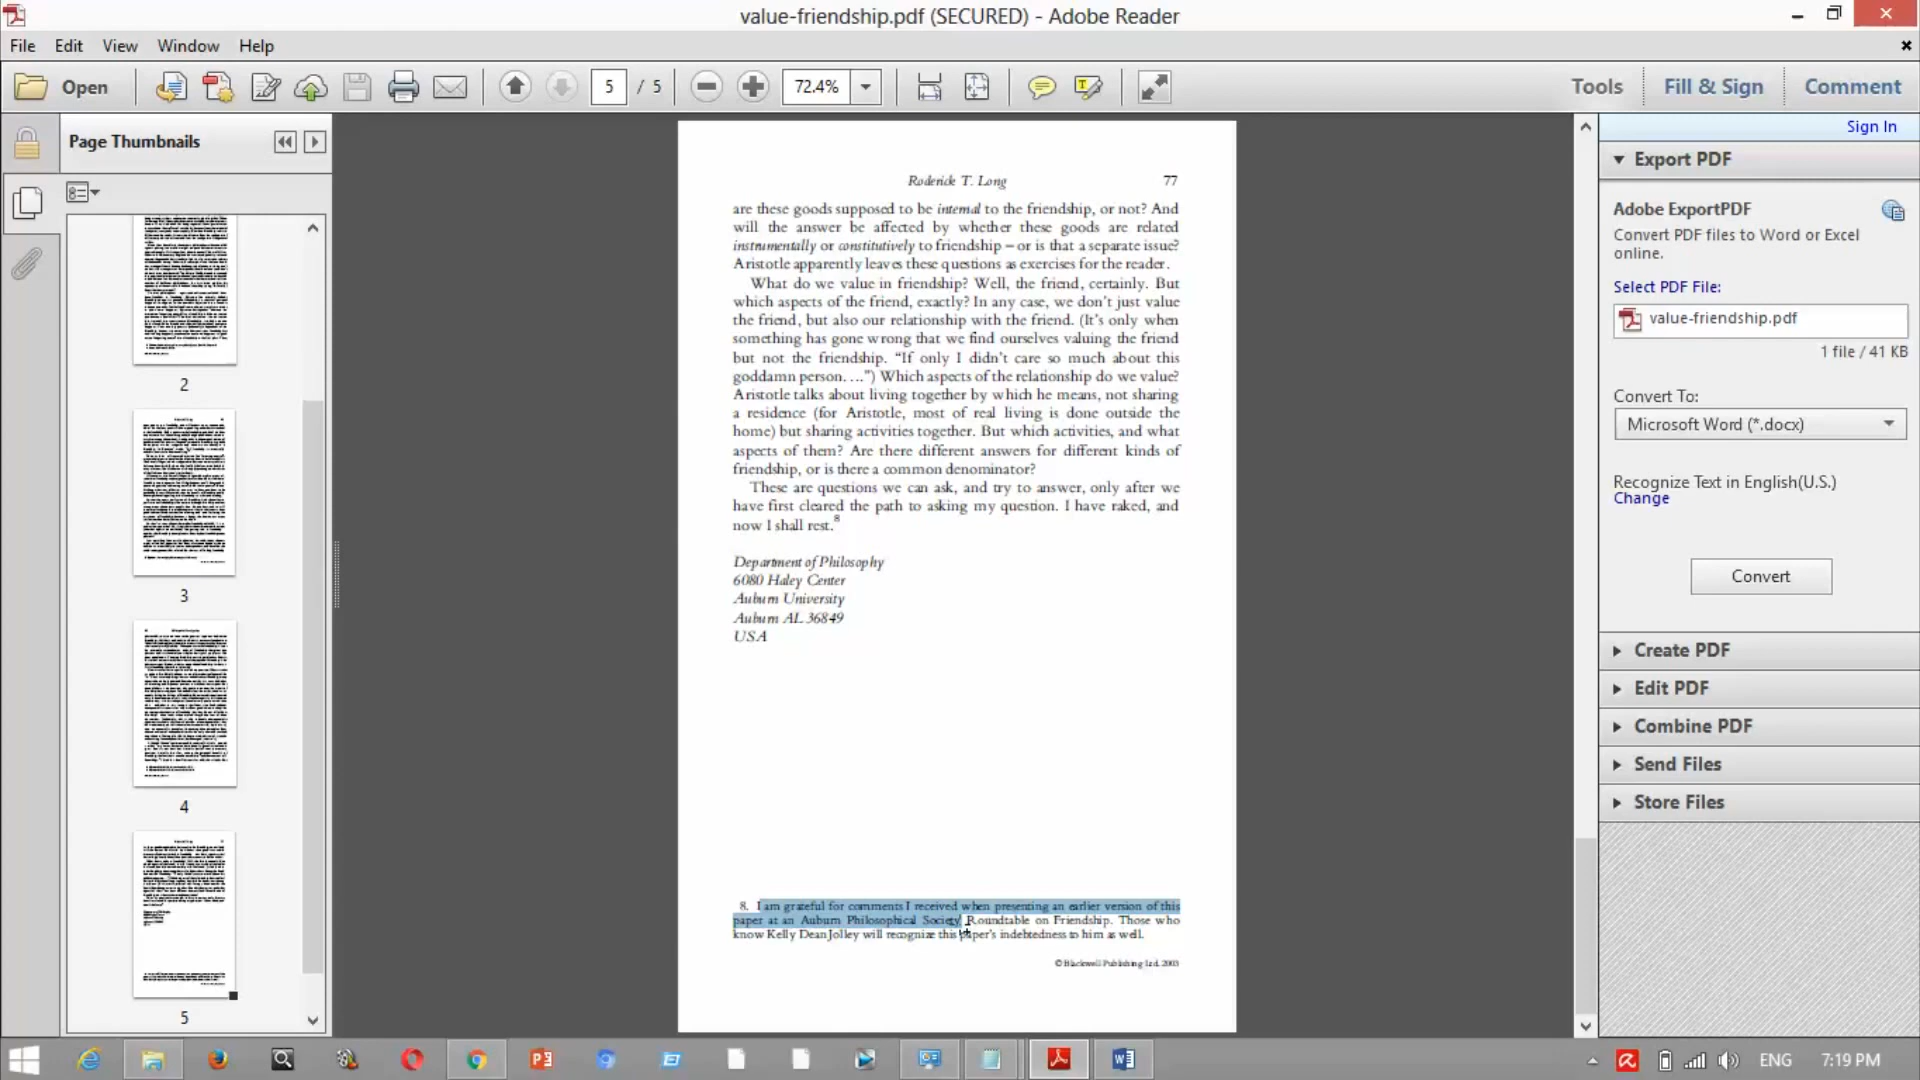 value-friendship.pdf (SECURED) - Adobe Reader
File Edit View Window Help
Open 5 / 5 72.4% Tools Fill & Sign Comment
Page Thumbnails
2
3
4
5
Roderick T. Long 77
are these goods supposed to be internal to the friendship, or not? And
will the answer be affected by whether these goods are related
instrumentally or constitutively to friendship – or is that a separate issue?
Aristotle apparently leaves these questions as exercises for the reader.
What do we value in friendship? Well, the friend, certainly. But
which aspects of the friend, exactly? In any case, we don't just value
the friend, but also our relationship with the friend. (It's only when
something has gone wrong that we find ourselves valuing the friend
but not the friendship. “If only I didn't care so much about this
goddamn person. …”) Which aspects of the relationship do we value?
Aristotle talks about living together by which he means, not sharing
a residence (for Aristotle, most of real living is done outside the
home) but sharing activities together. But which activities, and what
aspects of them? Are there different answers for different kinds of
friendship, or is there a common denominator?
These are questions we can ask, and try to answer, only after we
have first cleared the path to asking my question. I have raked, and
now I shall rest.8
Department of Philosophy
6080 Haley Center
Auburn University
Auburn AL 36849
USA
8. I am grateful for comments I received when presenting an earlier version of this
paper at an Auburn Philosophical Society Roundtable on Friendship. Those who
know Kelly Dean Jolley will recognize this paper's indebtedness to him as well.
© Blackwell Publishing Ltd. 2003
Sign In
Export PDF
Adobe ExportPDF
Convert PDF files to Word or Excel
online.
Select PDF File:
value-friendship.pdf
1 file / 41 KB
Convert To:
Microsoft Word (*.docx)
Recognize Text in English(U.S.)
Change
Convert
Create PDF
Edit PDF
Combine PDF
Send Files
Store Files
ENG 7:19 PM